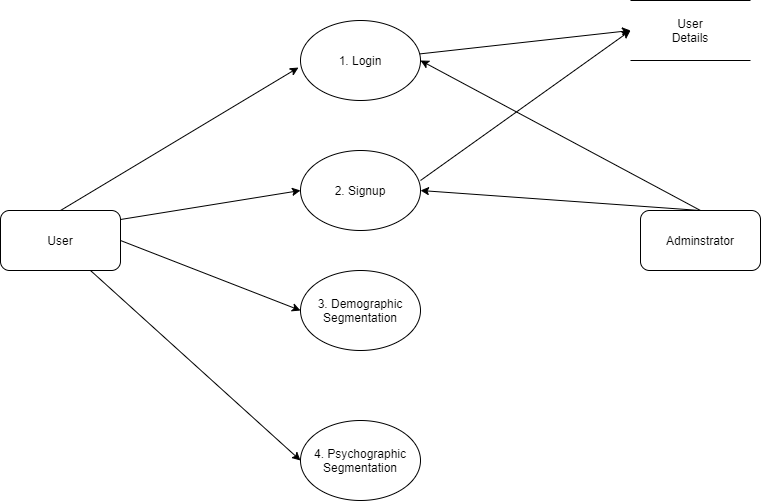 User
Details
1. Login
2. Signup
User
Adminstrator
3. Demographic
Segmentation
4. Psychographic
Segmentation